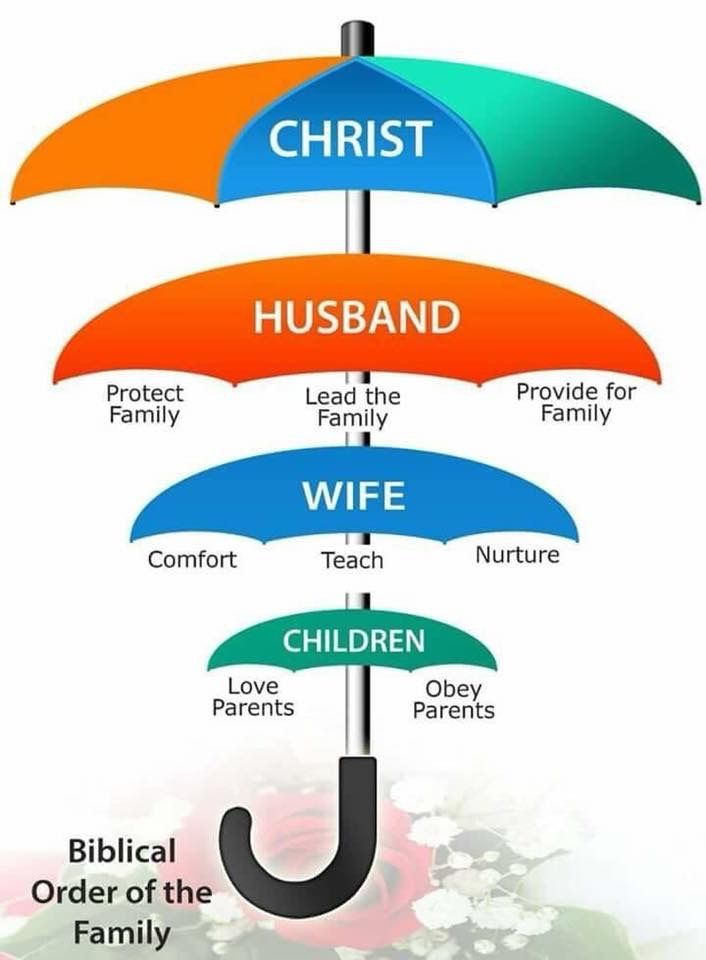 CHRIST
HUSBAND
Protect
Family
Lead the
Family
Provide for
Family
WIFE
Comfort
Teach
Nurture
CHILDREN
Love
Parents
Obey
Parents
Biblical
Order of the
Family